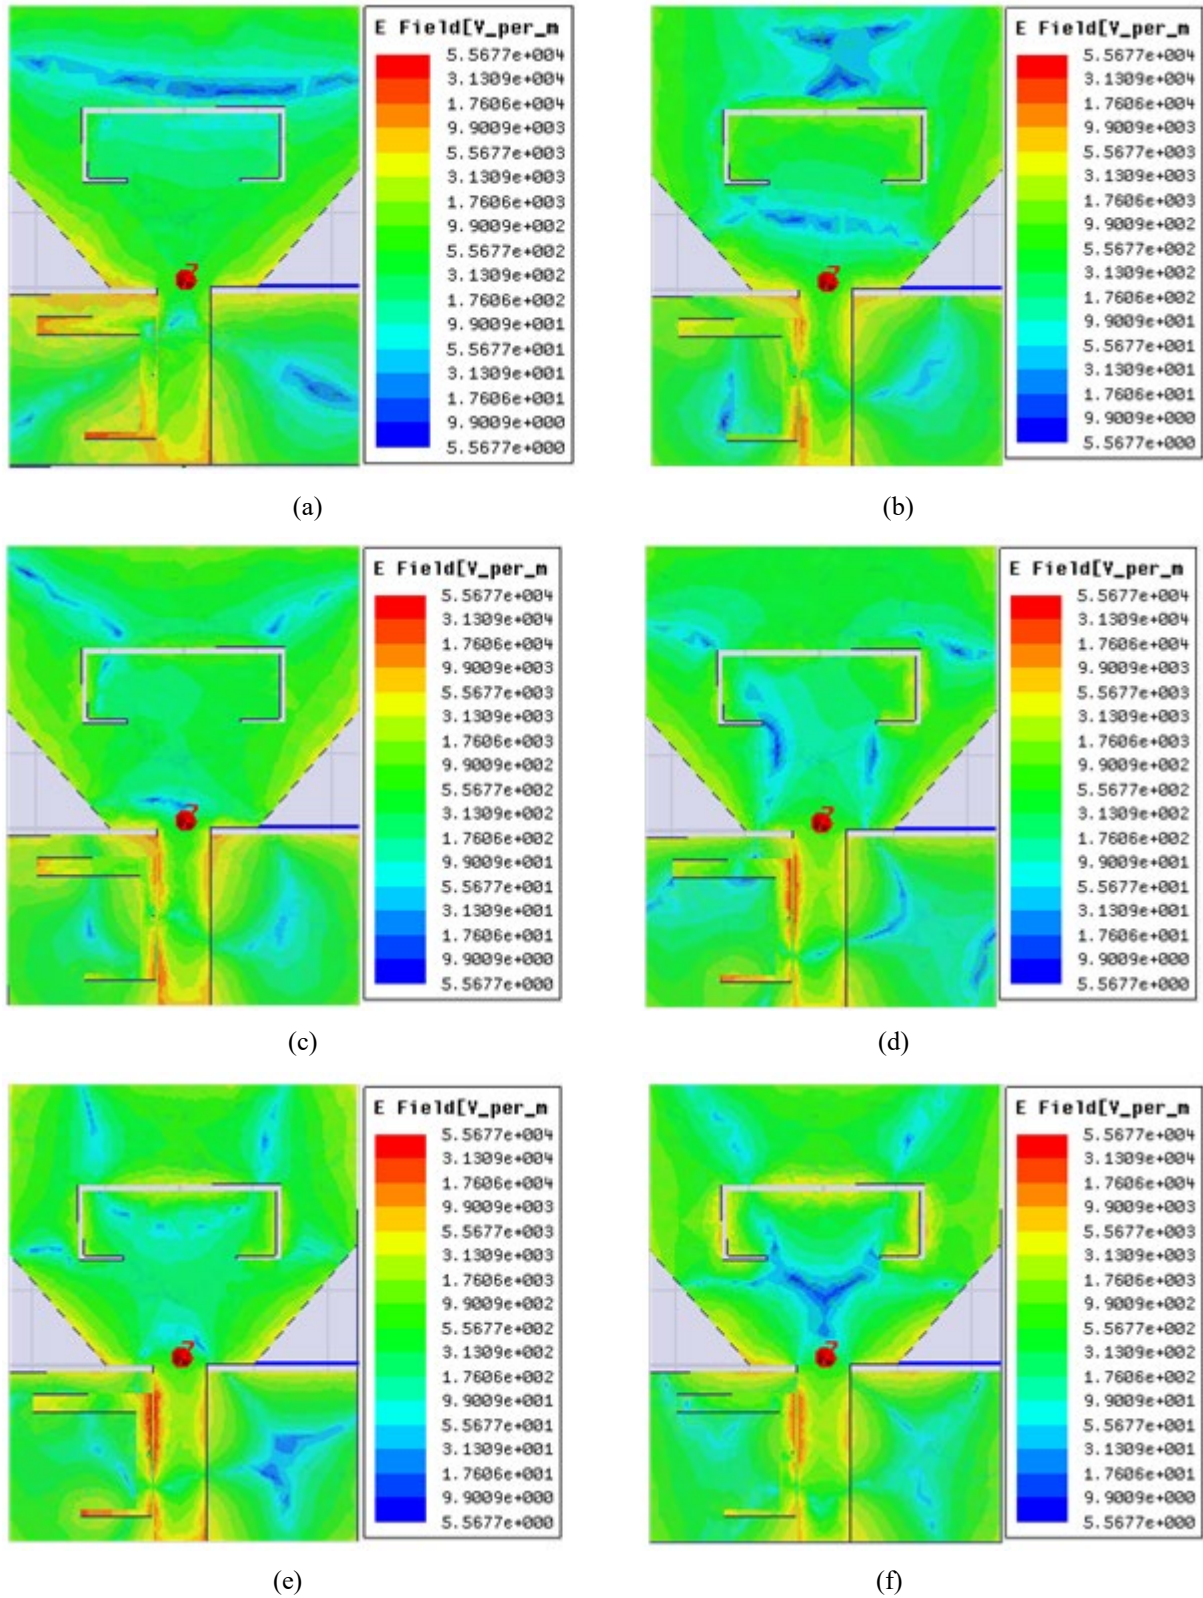 E Field[V_per_m
5.5677e+004
3.1309e+004
1.7606e+004
9.9009e+003
5.5677e+003
3.1309e+003
1.7606e+003
9.9009e+002
5.5677e+002
3.1309e+002
1.7606e+002
9.9009e+001
5.5677e+001
3.1309e+001
1.7606e+001
9.9009e+000
5.5677e+000
(a)
E Field[V_per_m
5.5677e+004
3.1309e+004
1.7606e+004
9.9009e+003
5.5677e+003
3.1309e+003
1.7606e+003
9.9009e+002
5.5677e+002
3.1309e+002
1.7606e+002
9.9009e+001
5.5677e+001
3.1309e+001
1.7606e+001
9.9009e+000
5.5677e+000
(b)
E Field[V_per_m
5.5677e+004
3.1309e+004
1.7606e+004
9.9009e+003
5.5677e+003
3.1309e+003
1.7606e+003
9.9009e+002
5.5677e+002
3.1309e+002
1.7606e+002
9.9009e+001
5.5677e+001
3.1309e+001
1.7606e+001
9.9009e+000
5.5677e+000
(c)
E Field[V_per_m
5.5677e+004
3.1309e+004
1.7606e+004
9.9009e+003
5.5677e+003
3.1309e+003
1.7606e+003
9.9009e+002
5.5677e+002
3.1309e+002
1.7606e+002
9.9009e+001
5.5677e+001
3.1309e+001
1.7606e+001
9.9009e+000
5.5677e+000
(d)
E Field[V_per_m
5.5677e+004
3.1309e+004
1.7606e+004
9.9009e+003
5.5677e+003
3.1309e+003
1.7606e+003
9.9009e+002
5.5677e+002
3.1309e+002
1.7606e+002
9.9009e+001
5.5677e+001
3.1309e+001
1.7606e+001
9.9009e+000
5.5677e+000
(e)
E Field[V_per_m
5.5677e+004
3.1309e+004
1.7606e+004
9.9009e+003
5.5677e+003
3.1309e+003
1.7606e+003
9.9009e+002
5.5677e+002
3.1309e+002
1.7606e+002
9.9009e+001
5.5677e+001
3.1309e+001
1.7606e+001
9.9009e+000
5.5677e+000
(f)